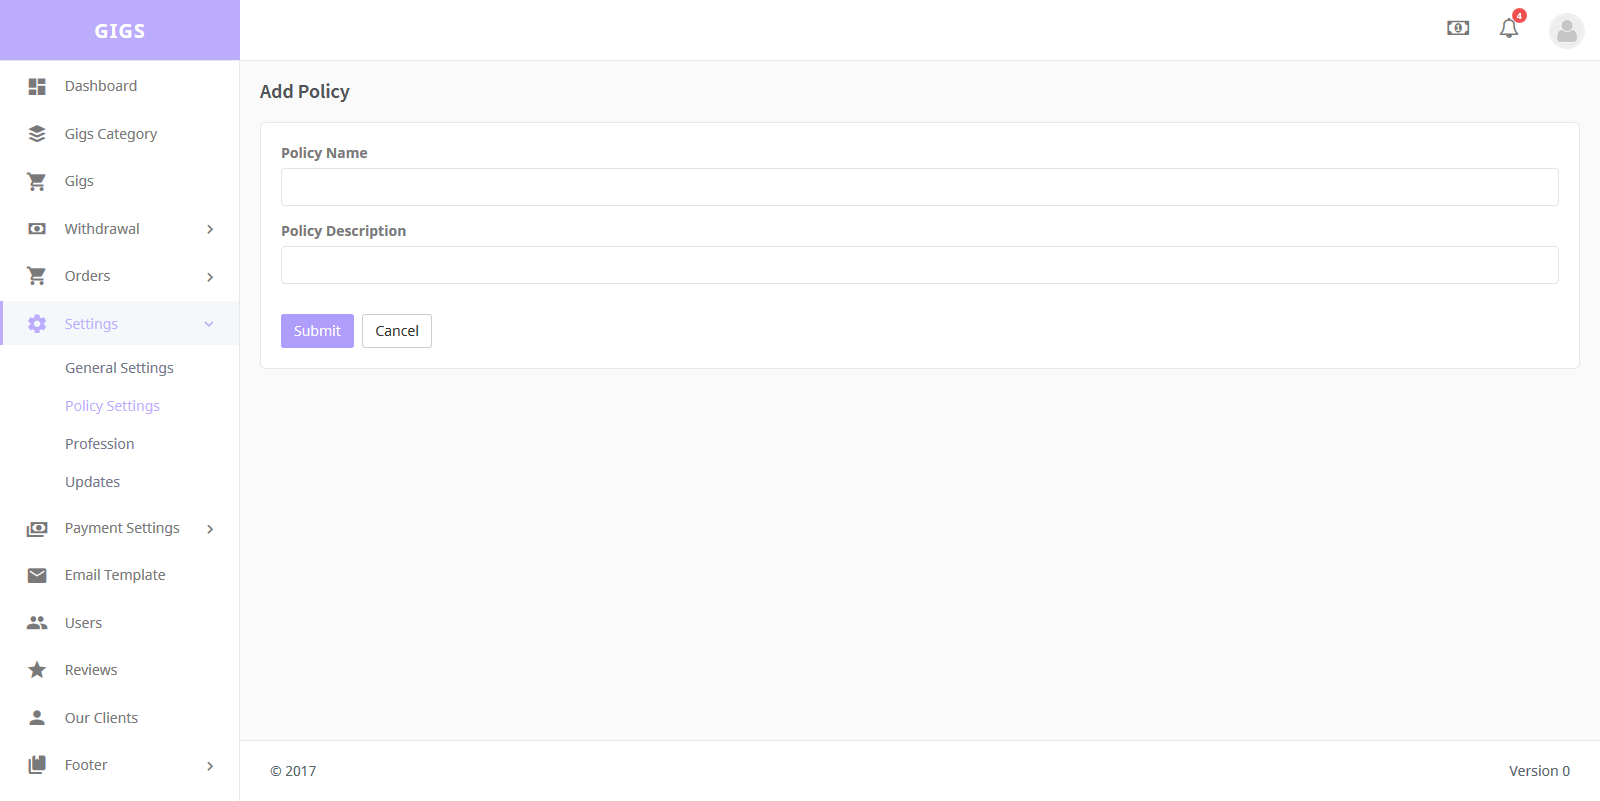 GIGS
4
Dashboard
Gigs Category
Gigs
Withdrawal
Orders
Settings
General Settings
Policy Settings
Profession
Updates
Payment Settings
Email Template
Users
Reviews
Our Clients
Footer
Add Policy
Policy Name
Policy Description
Submit Cancel
© 2017 Version 0